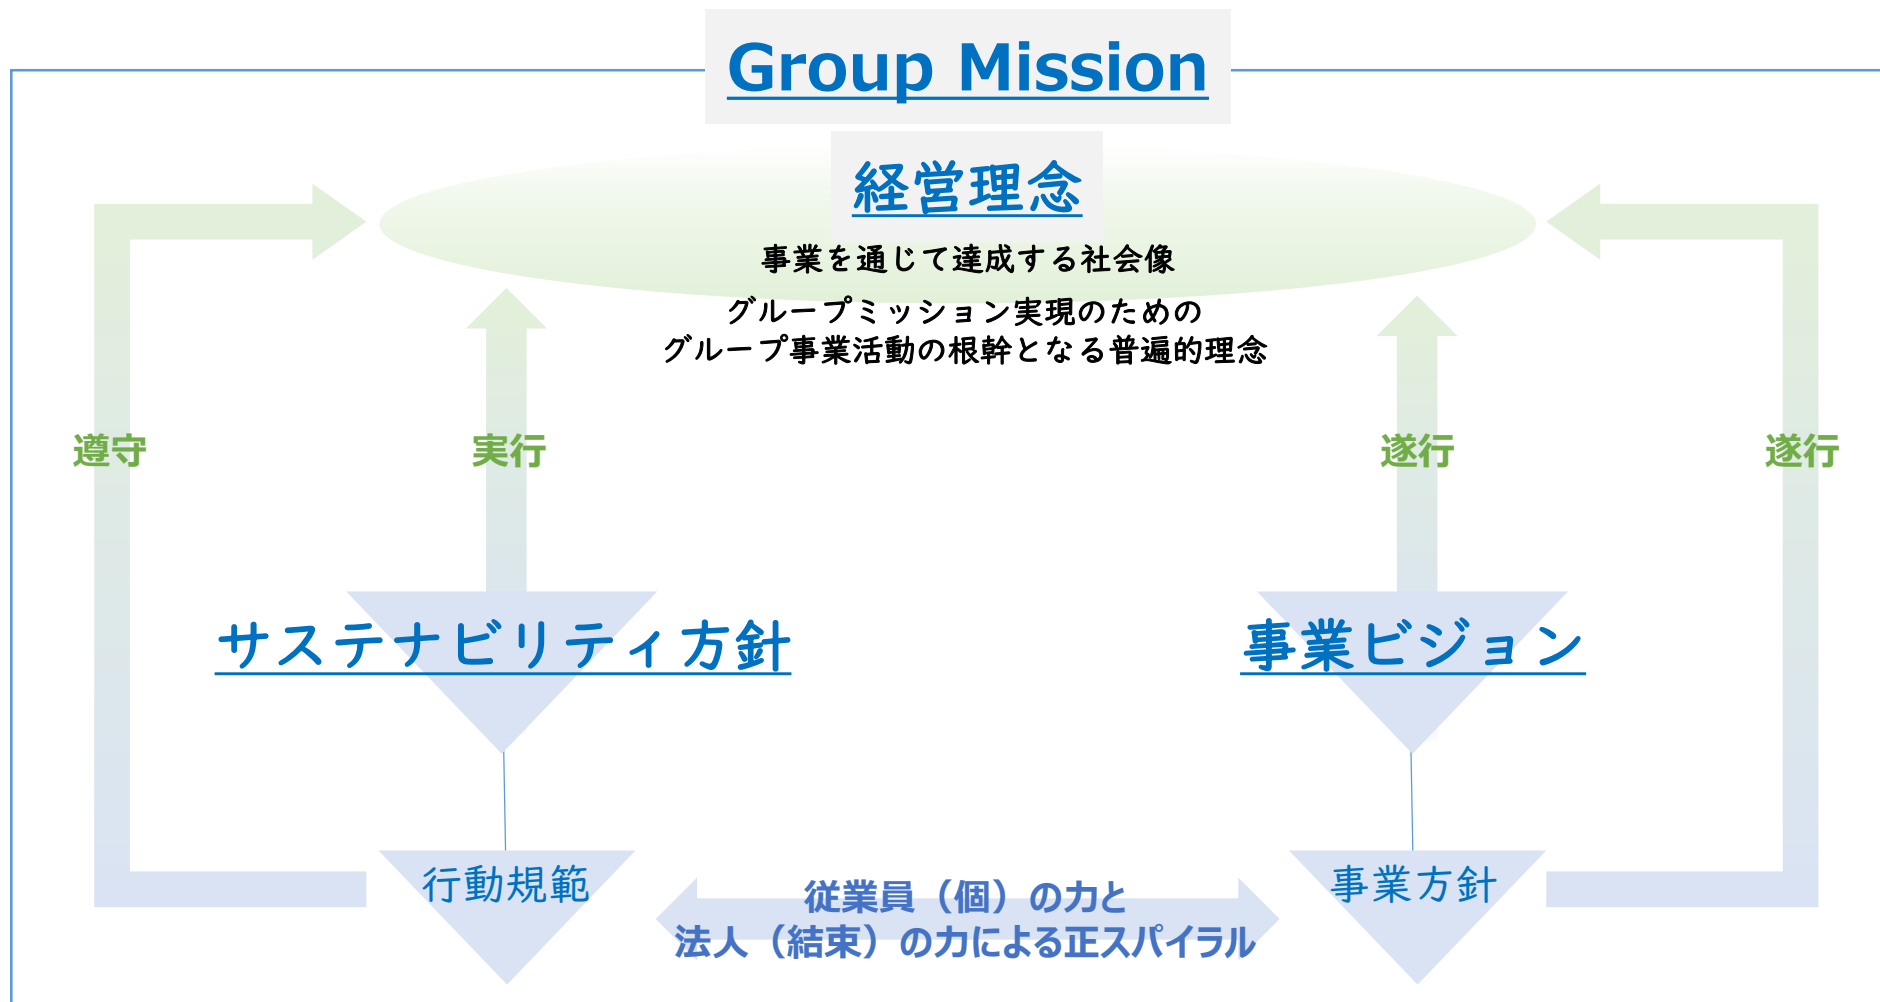 Group Mission
経営理念
事業を通じて達成する社会像
グループミッション実現のための
グループ事業活動の根幹となる普遍的理念
遵守
実行
遂行
遂行
サステナビリティ方針
事業ビジョン
行動規範
従業員（個）の力と
法人（結束）の力による正スパイラル
事業方針